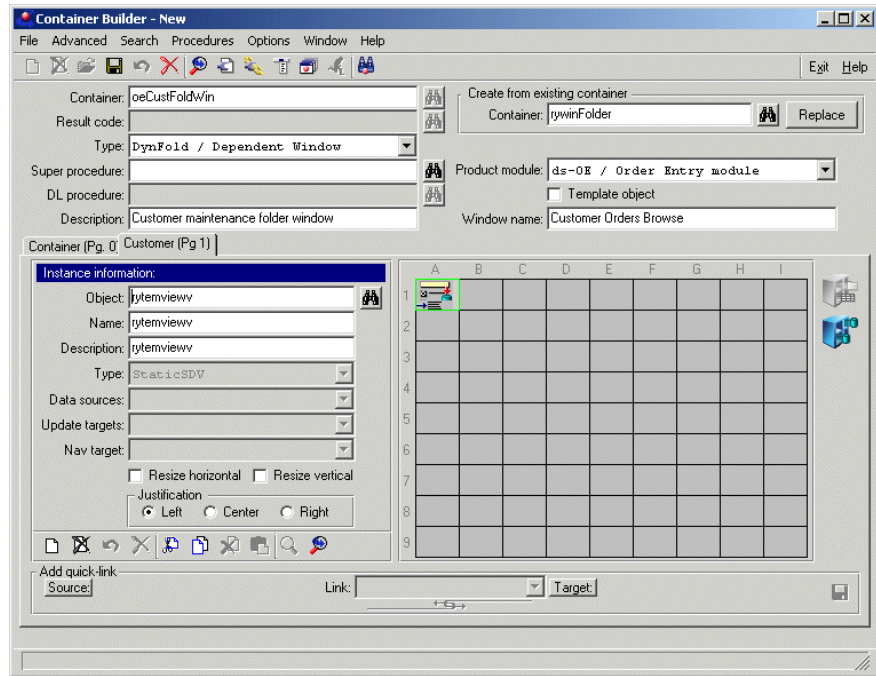 Container Builder - New
File Advanced Search Procedures Options Window Help
Exit Help
Container: oeCustFoldWin
Result code:
Type: DynFold / Dependent Window
Super procedure:
DL procedure:
Description: Customer maintenance folder window
Create from existing container
Container: rywinFolder Replace
Product module: ds-OE / Order Entry module
Template object
Window name: Customer Orders Browse
Container (Pg. 0) Customer (Pg 1)
Instance information:
Object: rytemviewv
Name: rytemviewv
Description: rytemviewv
Type: StaticSDV
Data sources:
Update targets:
Nav target:
Resize horizontal Resize vertical
Justification
Left Center Right
A B C D E F G H I
1
2
3
4
5
6
7
8
9
Add quick-link
Source: Link: Target: